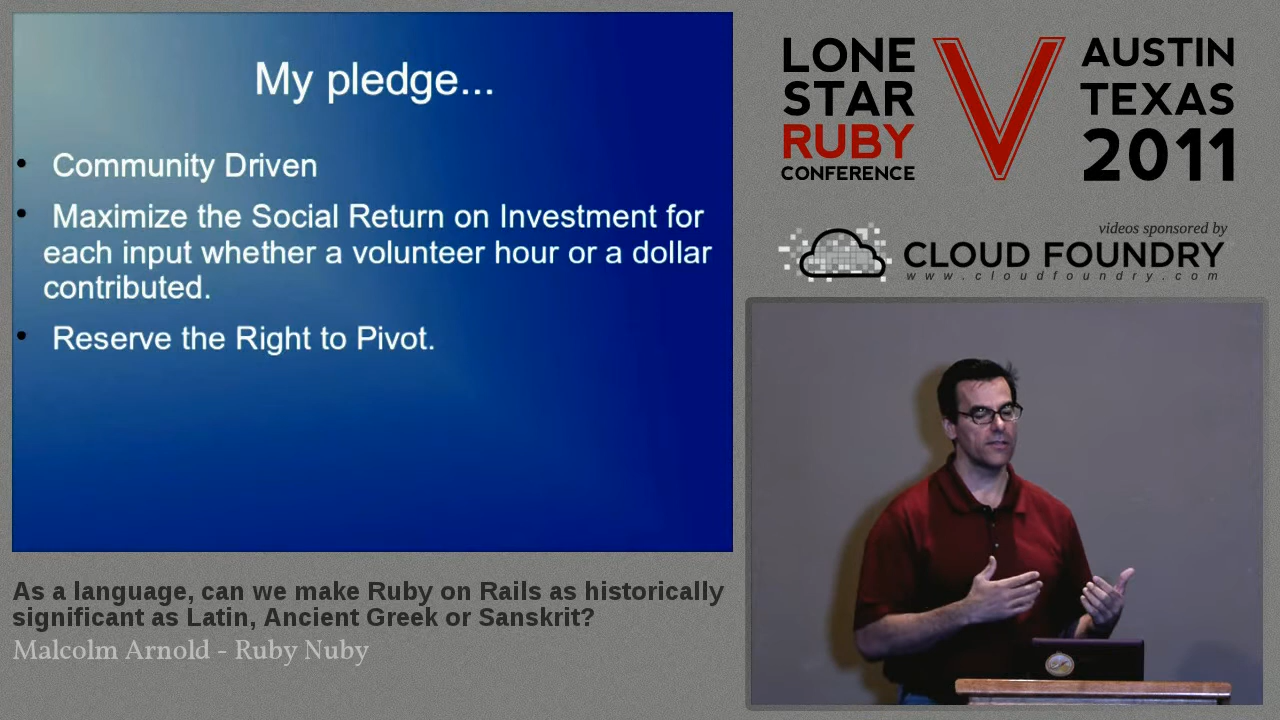 My pledge...
• Community Driven
• Maximize the Social Return on Investment for
each input whether a volunteer hour or a dollar
contributed.
• Reserve the Right to Pivot.
As a language, can we make Ruby on Rails as historically
significant as Latin, Ancient Greek or Sanskrit?
Malcolm Arnold - Ruby Nuby
LONE
STAR
RUBY
CONFERENCE
V
AUSTIN
TEXAS
2011
videos sponsored by
CLOUD FOUNDRY
www.cloudfoundry.com